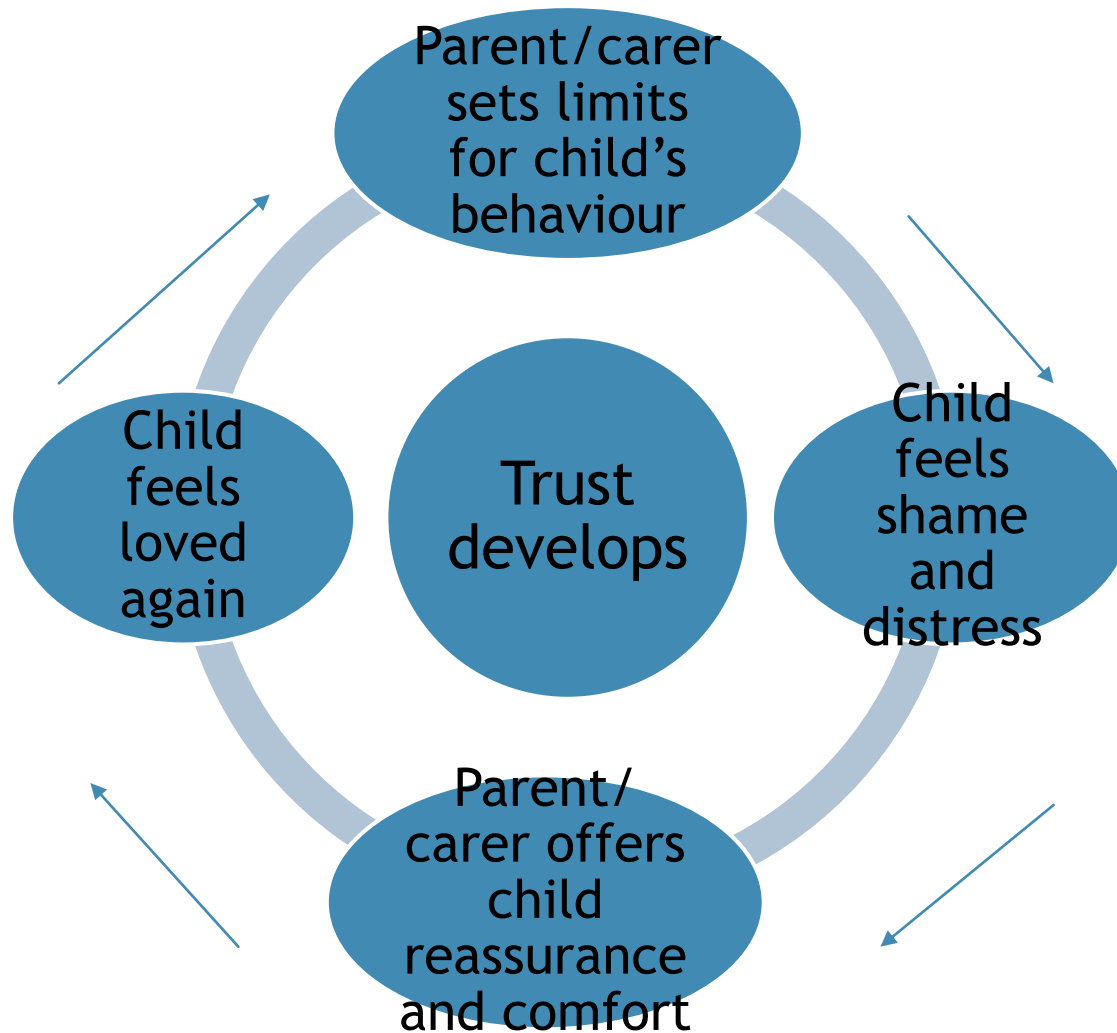 Parent/carer
sets limits
for child’s
behaviour
Child
feels
shame
and
distress
Parent/
carer offers
child
reassurance
and comfort
Child
feels
loved
again
Trust
develops